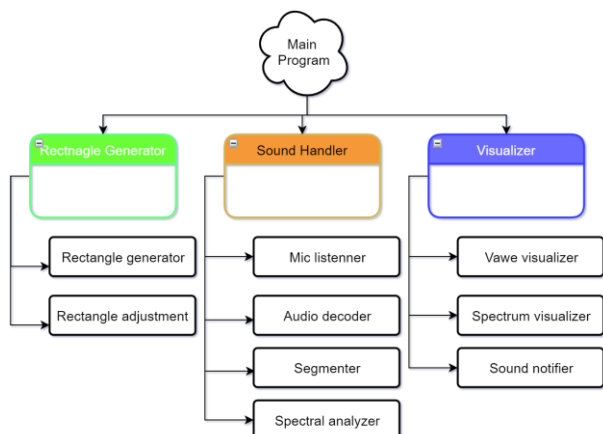 Main
Program
Rectnagle Generator
Sound Handler
Visualizer
Rectangle generator
Rectangle adjustment
Mic listenner
Audio decoder
Segmenter
Spectral analyzer
Vawe visualizer
Spectrum visualizer
Sound notifier